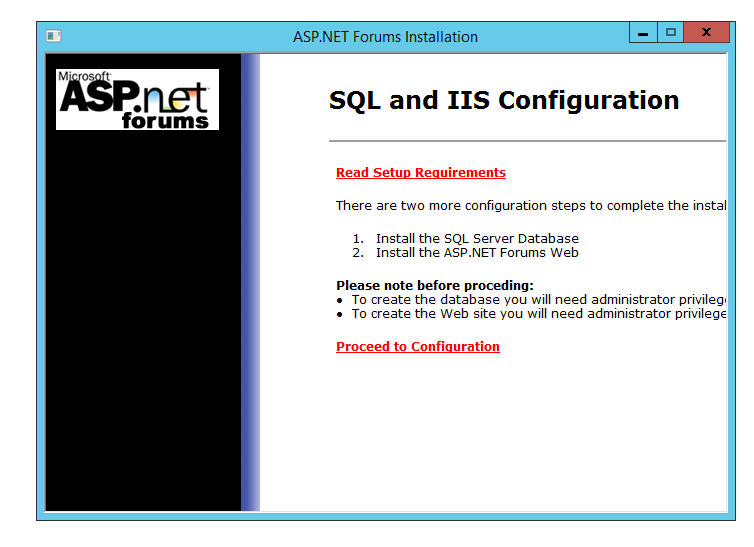 ASP.NET Forums Installation
Microsoft
ASP.net
forums
SQL and IIS Configuration
Read Setup Requirements
There are two more configuration steps to complete the instal
1. Install the SQL Server Database
2. Install the ASP.NET Forums Web
Please note before proceding:
• To create the database you will need administrator privileg
• To create the Web site you will need administrator privilege
Proceed to Configuration